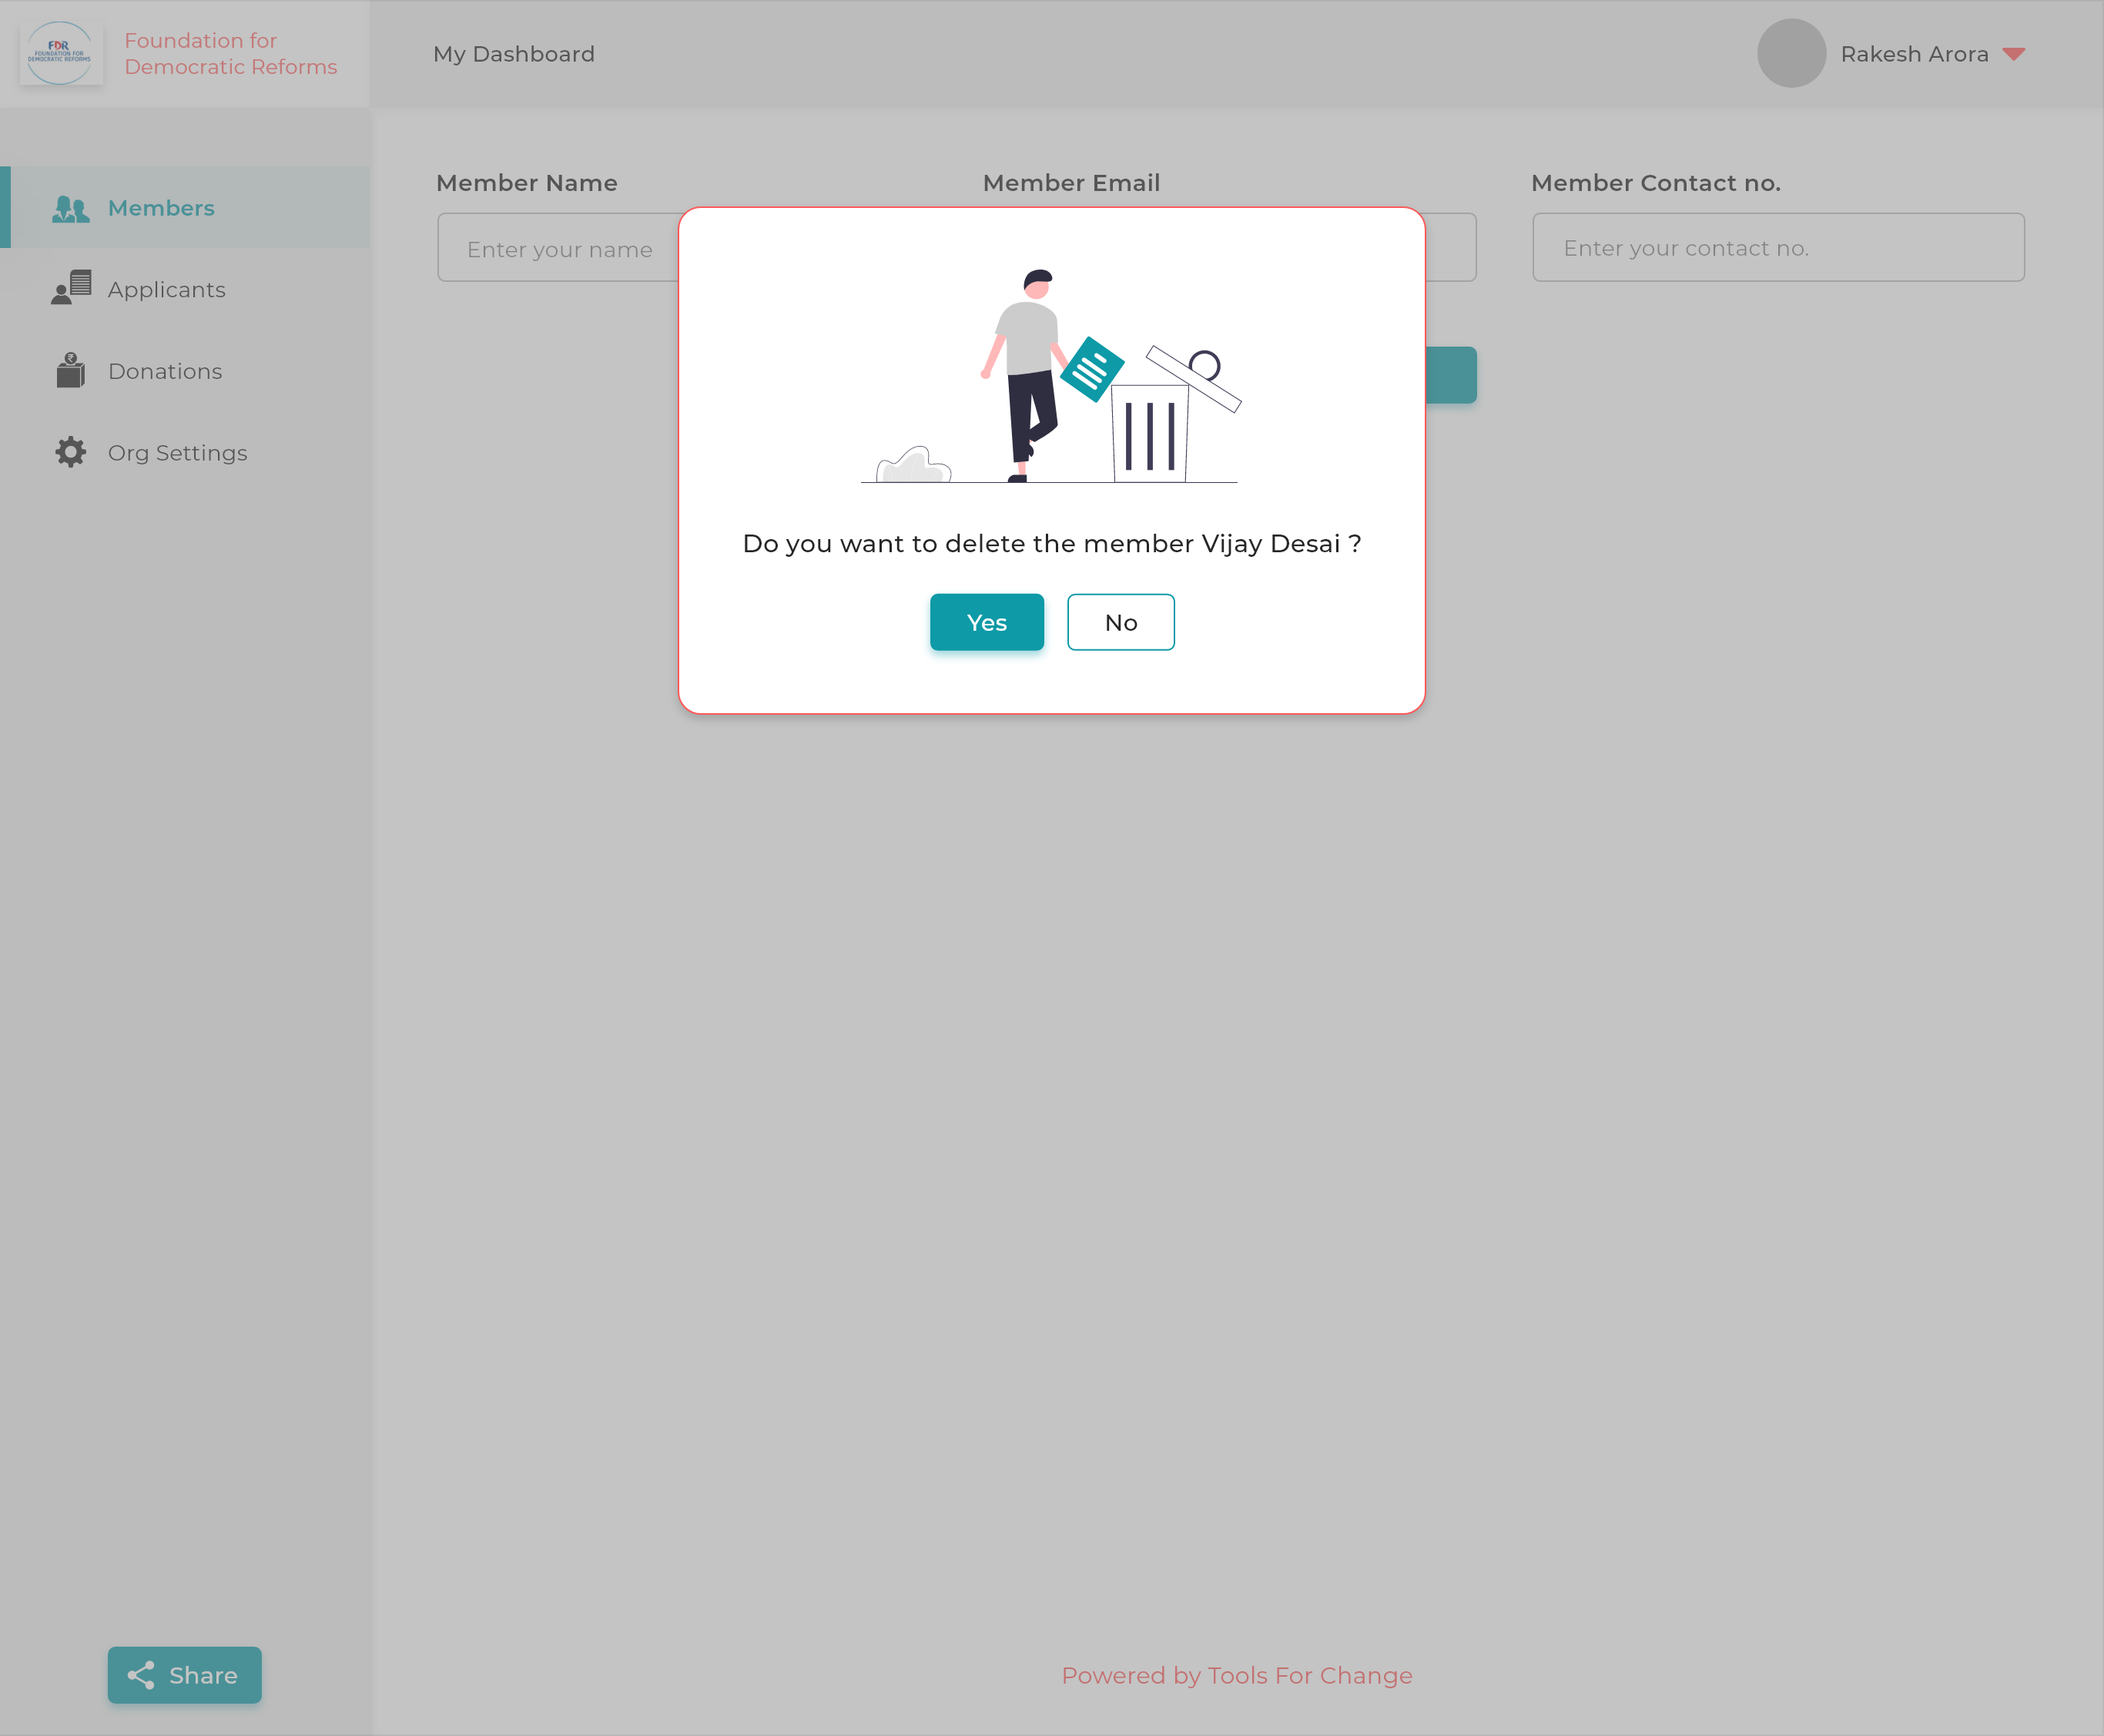 FDR
FOUNDATION FOR
DEMOCRATIC REFORMS
Foundation for
Democratic Reforms
My Dashboard
Rakesh Arora
Members
Applicants
Donations
Org Settings
Member Name
Member Email
Member Contact no.
Enter your name
Enter your contact no.
Do you want to delete the member Vijay Desai ?
Yes
No
Share
Powered by Tools For Change